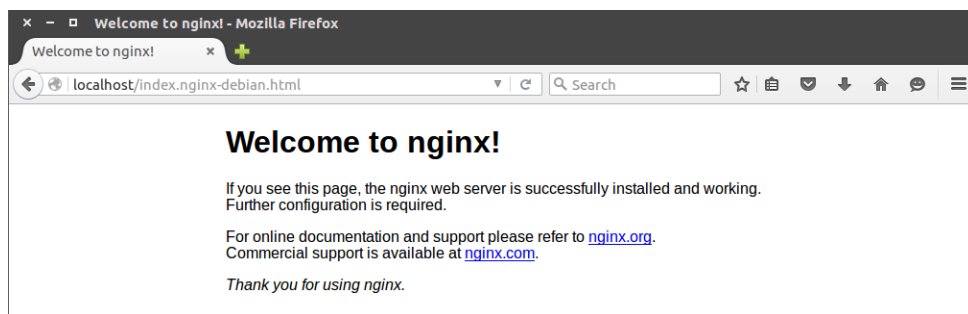 Welcome to nginx! - Mozilla Firefox
Welcome to nginx!
localhost/index.nginx-debian.html
Search
Welcome to nginx!
If you see this page, the nginx web server is successfully installed and working.
Further configuration is required.
For online documentation and support please refer to nginx.org.
Commercial support is available at nginx.com.
Thank you for using nginx.